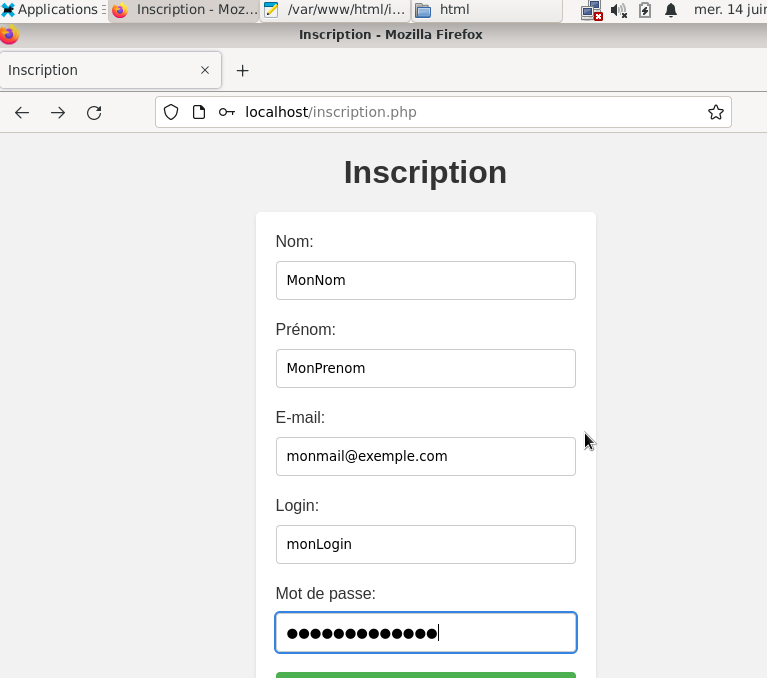 Applications
Inscription - Moz...
/var/www/html/i...
html
mer. 14 juin
Inscription - Mozilla Firefox
Inscription
localhost/inscription.php
Inscription
Nom:
MonNom
Prénom:
MonPrenom
E-mail:
monmail@exemple.com
Login:
monLogin
Mot de passe:
●●●●●●●●●●●●●